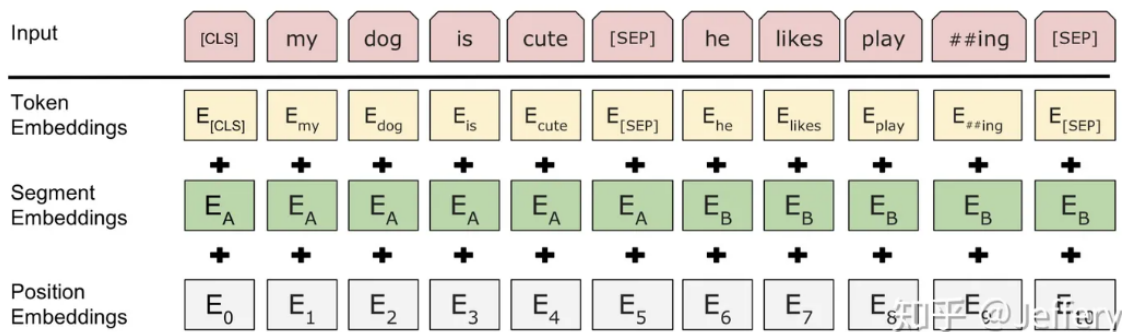 Input [CLS] my dog is cute [SEP] he likes play ##ing [SEP]
Token
Embeddings
E[CLS] Emy Edog Eis Ecute E[SEP] Ehe Elikes Eplay E##ing E[SEP]
+ + + + + + + + + + +
Segment
Embeddings
EA EA EA EA EA EA EB EB EB EB EB
+ + + + + + + + + + +
Position
Embeddings
E0 E1 E2 E3 E4 E5 E6 E7 E8 E9 E10
知乎 @Jeffery